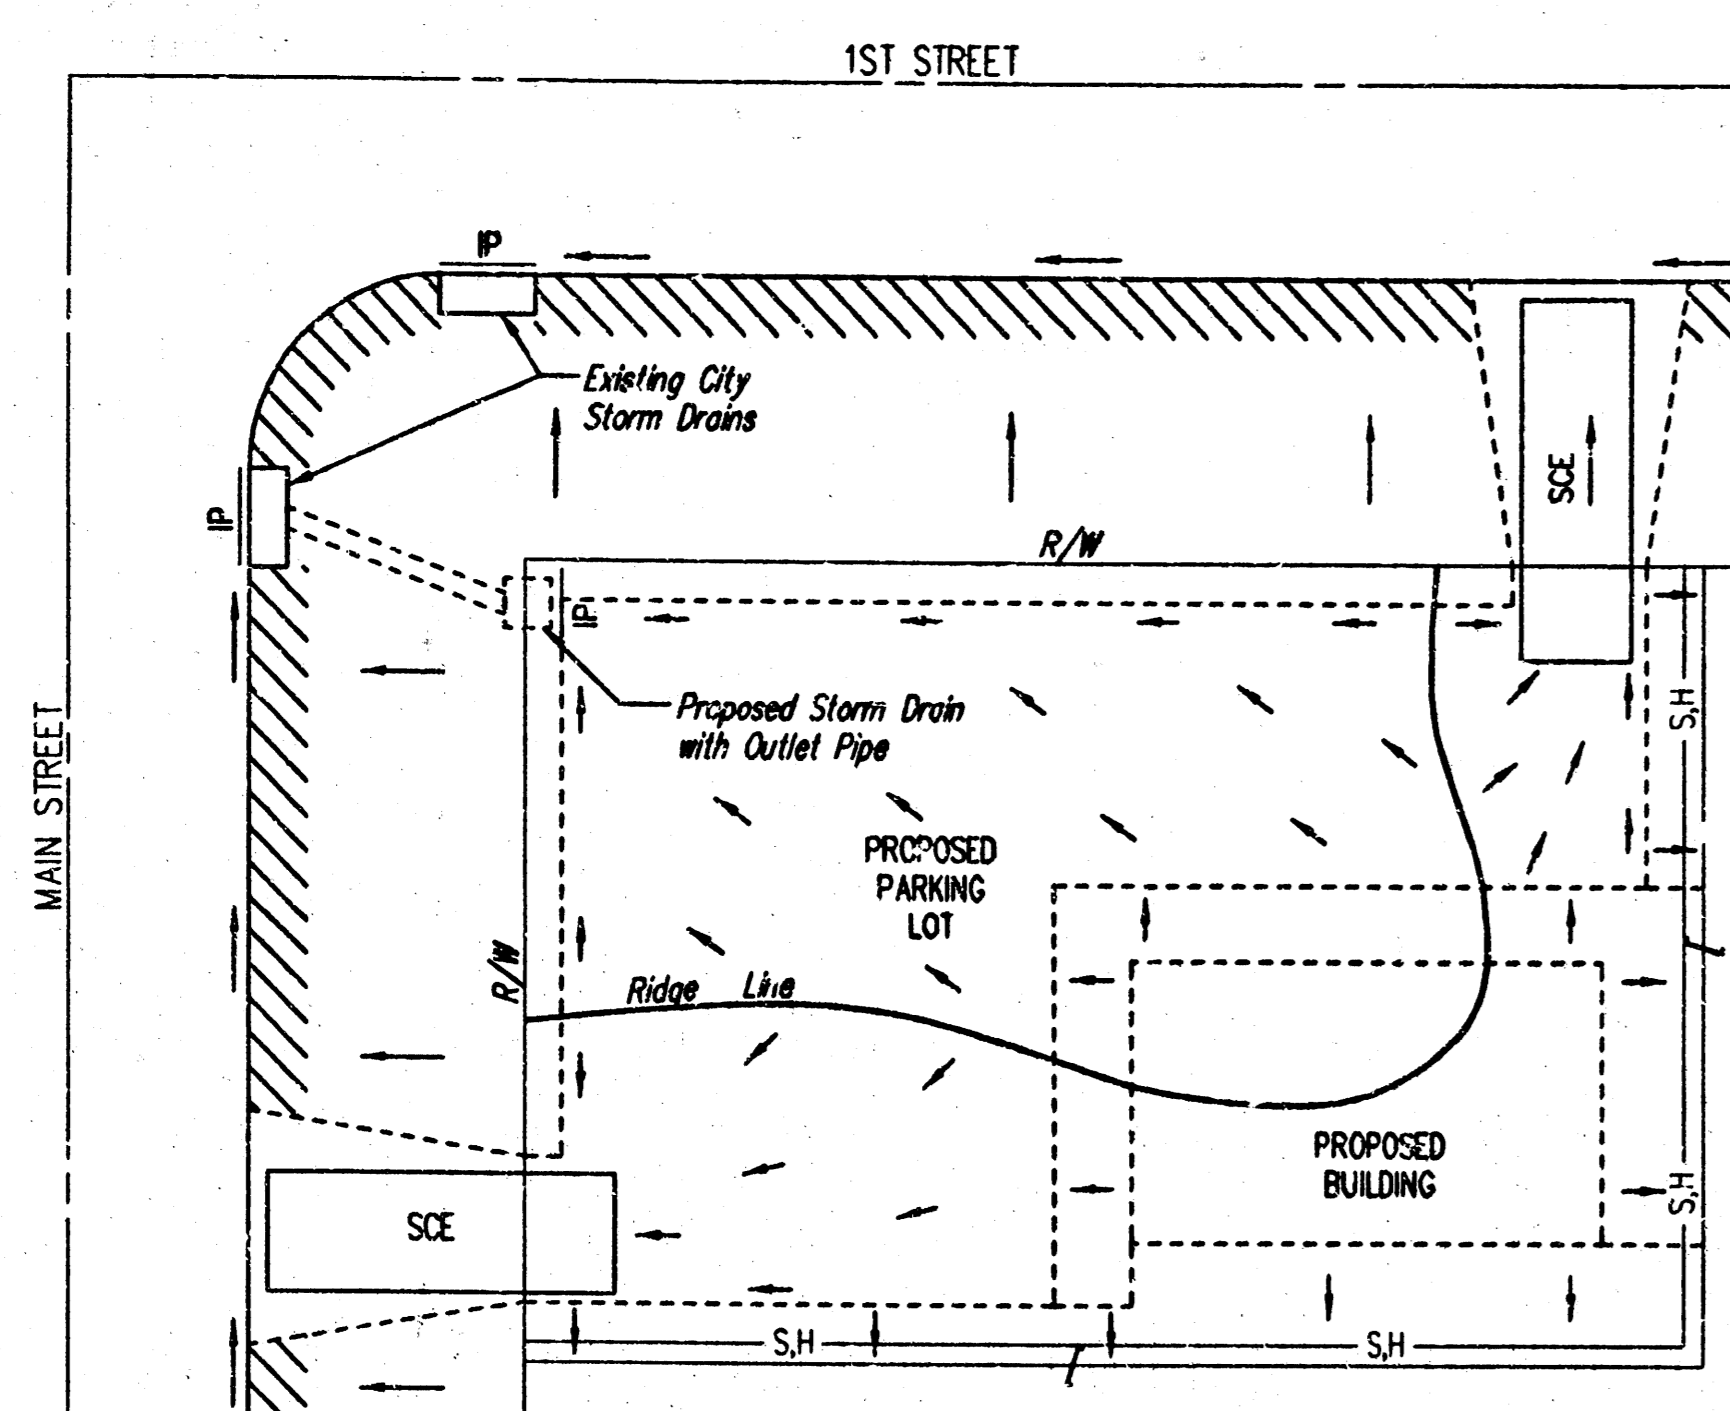 1ST STREET
IP
Existing City
Storm Drains
SCE
IP
R/W
IP
S,H
Proposed Storm Drain
with Outlet Pipe
MAIN STREET
PROPOSED
PARKING
LOT
R/W
Ridge Line
PROPOSED
BUILDING
S,H
SCE
S,H
S,H